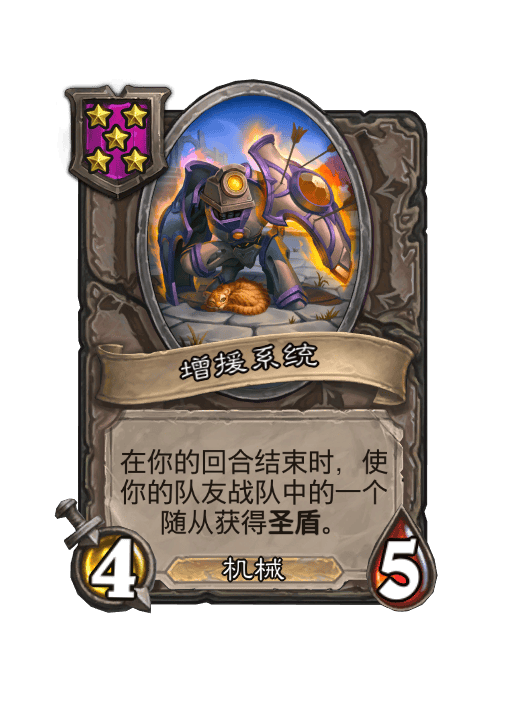 增援系统
在你的回合结束时，使
你的队友战队中的一个
随从获得圣盾。
4
机械
5